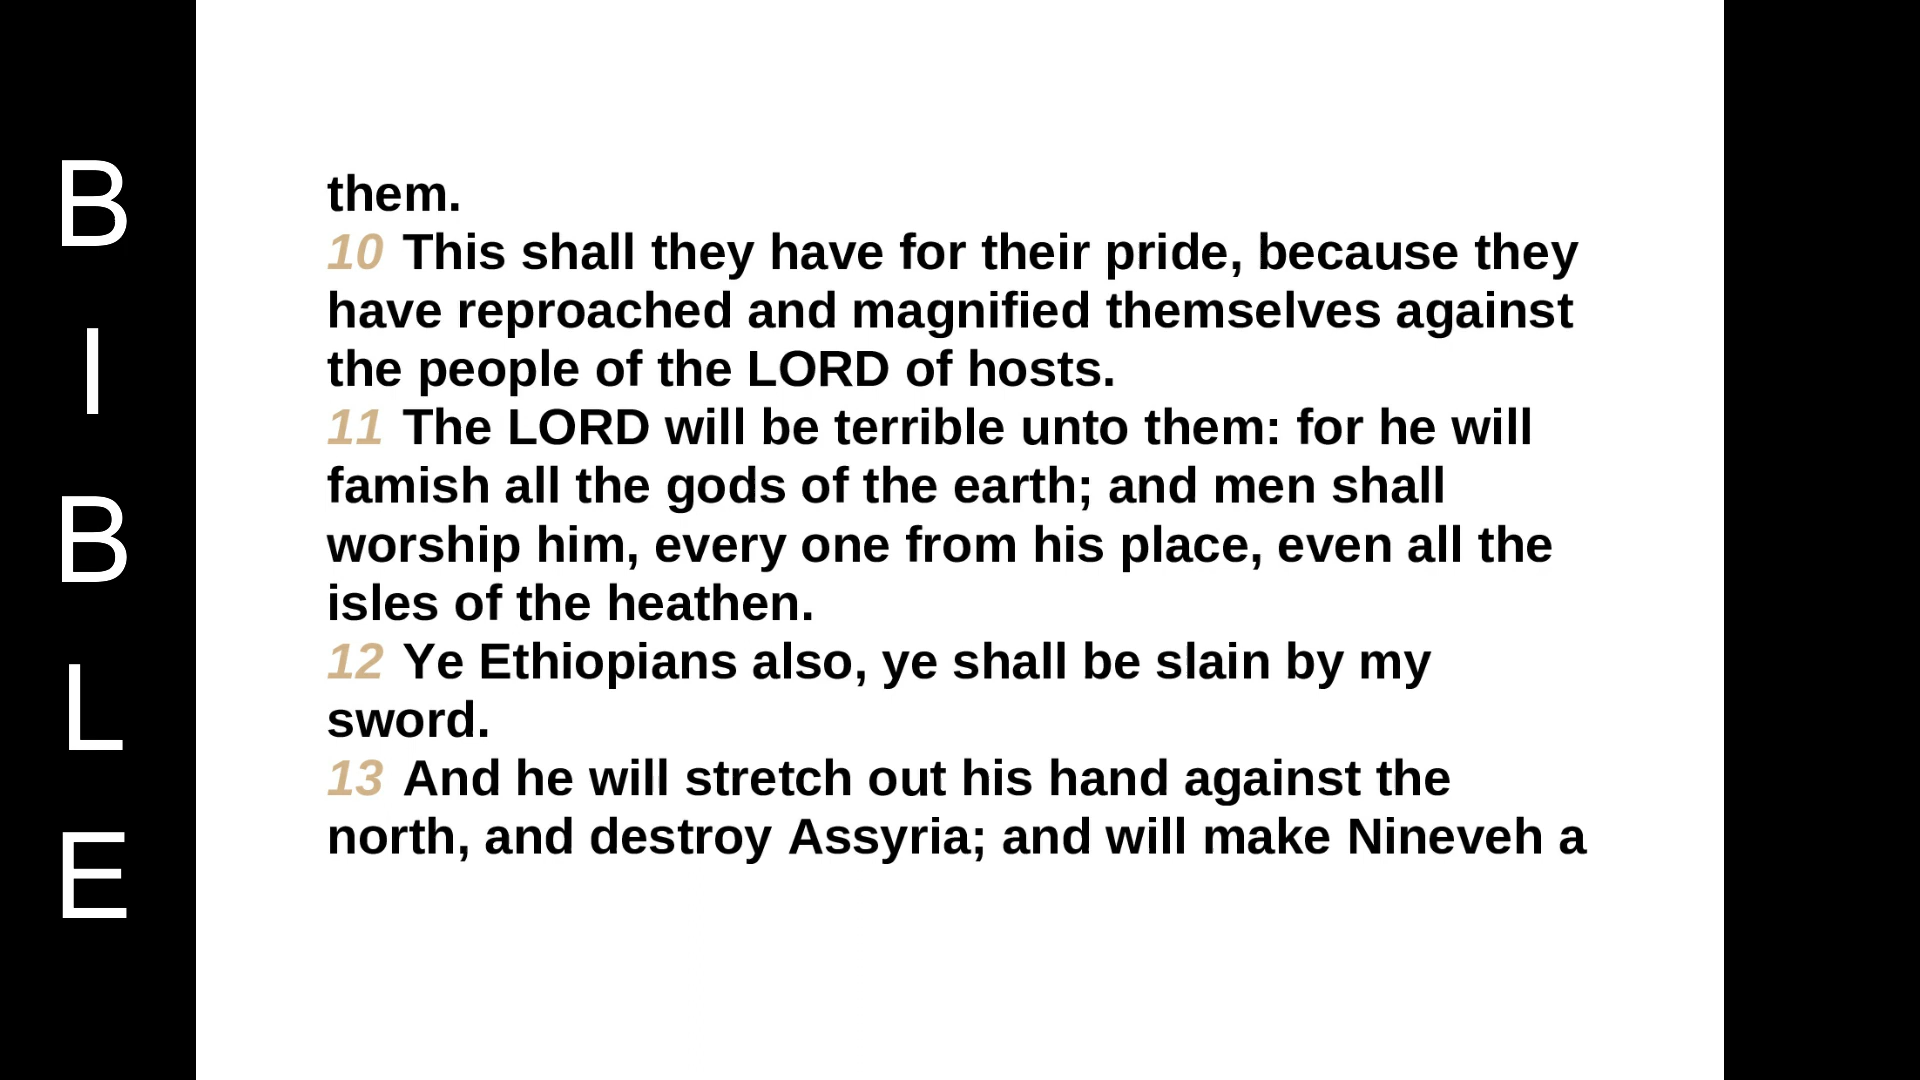 B
I
B
L
E
them.
10 This shall they have for their pride, because they
have reproached and magnified themselves against
the people of the LORD of hosts.
11 The LORD will be terrible unto them: for he will
famish all the gods of the earth; and men shall
worship him, every one from his place, even all the
isles of the heathen.
12 Ye Ethiopians also, ye shall be slain by my
sword.
13 And he will stretch out his hand against the
north, and destroy Assyria; and will make Nineveh a